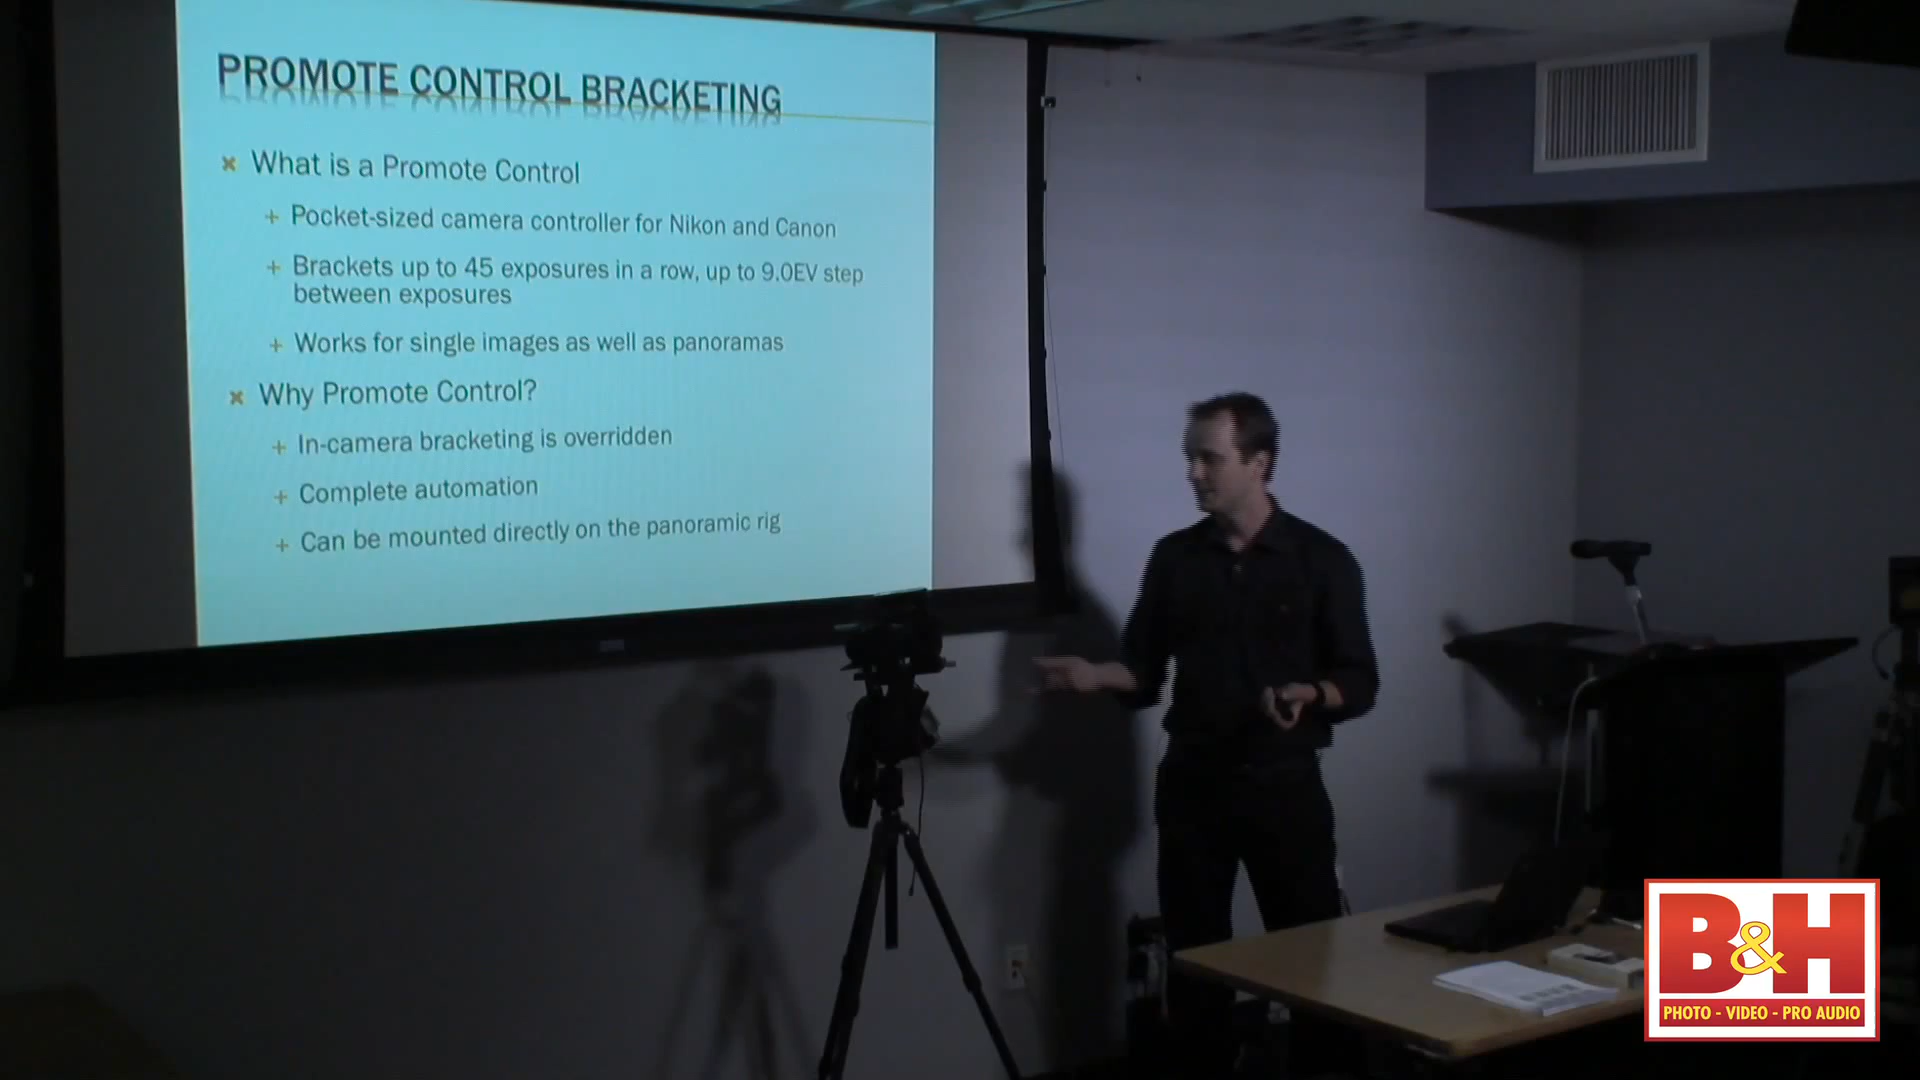 PROMOTE CONTROL BRACKETING
What is a Promote Control
Pocket-sized camera controller for Nikon and Canon
Brackets up to 45 exposures in a row, up to 9.0EV step
between exposures
Works for single images as well as panoramas
Why Promote Control?
In-camera bracketing is overridden
Complete automation
Can be mounted directly on the panoramic rig
B&H
PHOTO - VIDEO - PRO AUDIO